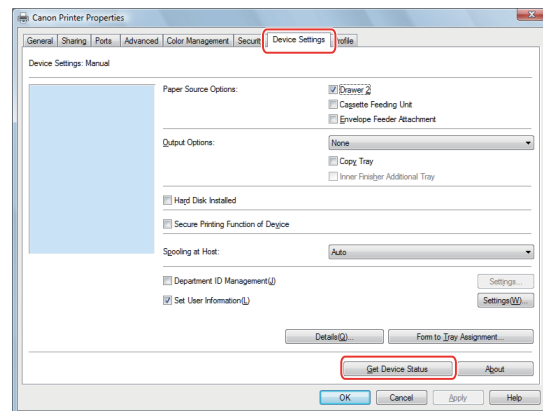 Canon Printer Properties
General Sharing Ports Advanced Color Management Security Device Settings Profile
Device Settings: Manual
Paper Source Options:
Drawer 2
Cassette Feeding Unit
Envelope Feeder Attachment
Output Options:
None
Copy Tray
Inner Finisher Additional Tray
Hard Disk Installed
Secure Printing Function of Device
Spooling at Host:
Auto
Department ID Management(J)
Settings...
Set User Information(L)
Settings(W)...
Details(Q)...
Form to Tray Assignment...
Get Device Status
About
OK Cancel Apply Help